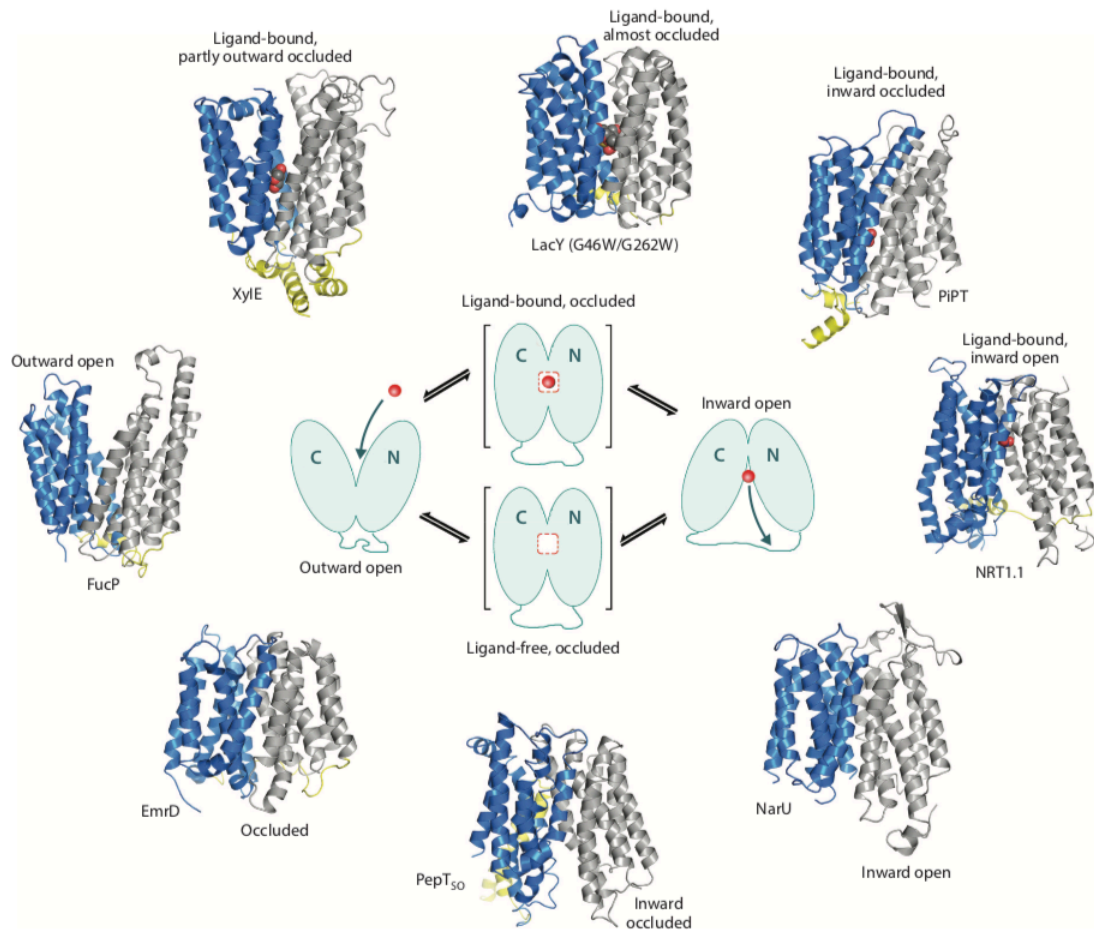 Ligand-bound,
partly outward occluded
Ligand-bound,
almost occluded
Ligand-bound,
inward occluded
XylE
LacY (G46W/G262W)
PiPT
Ligand-bound, occluded
Outward open
Ligand-bound,
inward open
C N
Inward open
C N
C N
C N
Outward open
FucP
NRT1.1
Ligand-free, occluded
EmrD
Occluded
NarU
PepTSO
Inward
occluded
Inward open